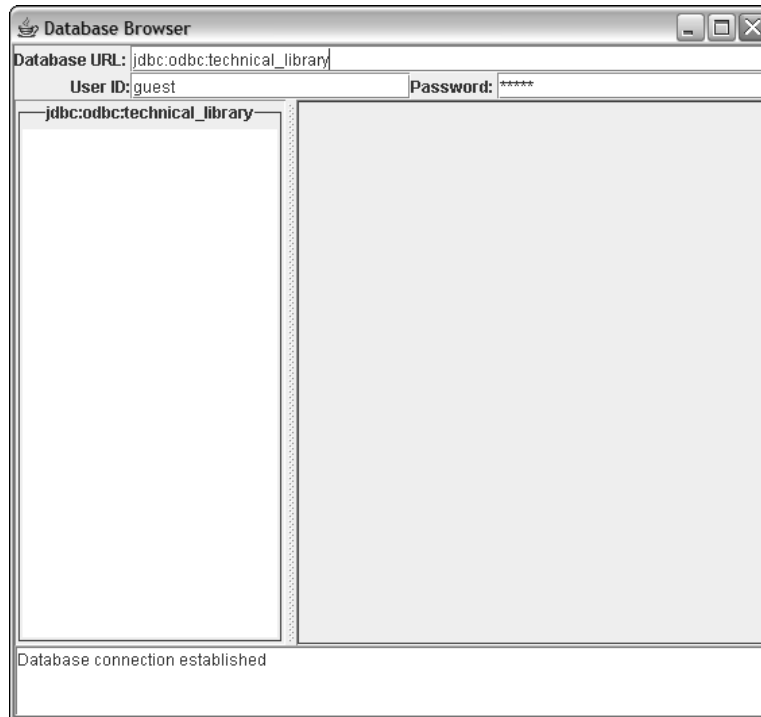 Database Browser
Database URL: jdbc:odbc:technical_library
User ID: guest Password: *****
jdbc:odbc:technical_library
Database connection established